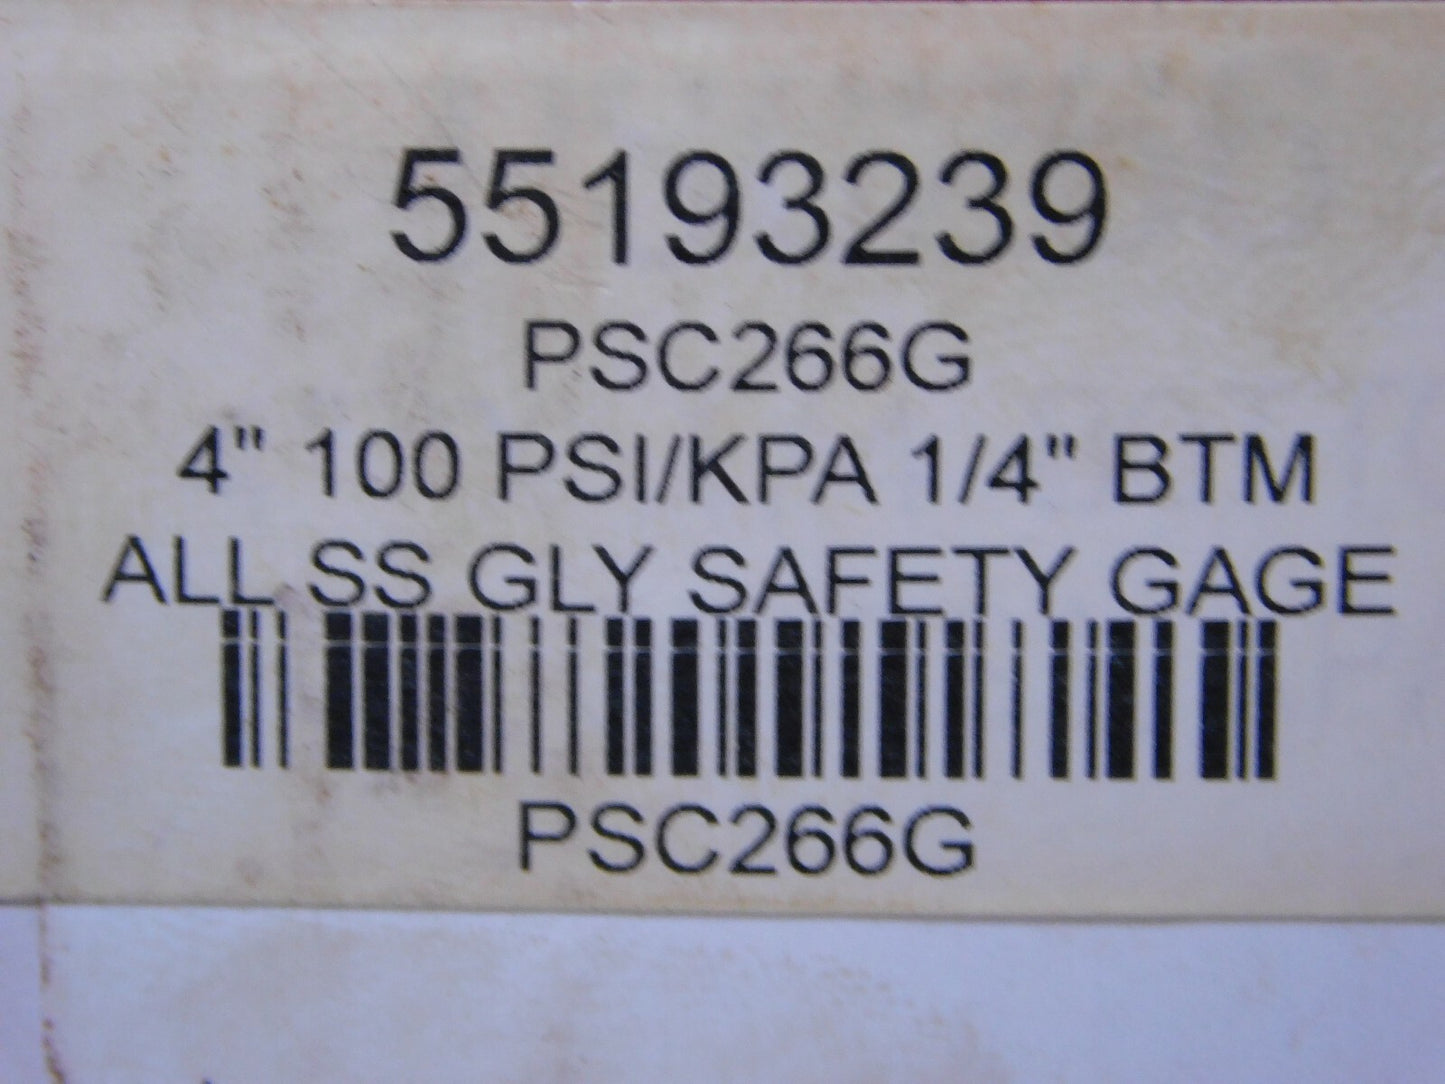 55193239
PSC266G
4" 100 PSI/KPA 1/4" BTM
ALL SS GLY SAFETY GAGE
PSC266G